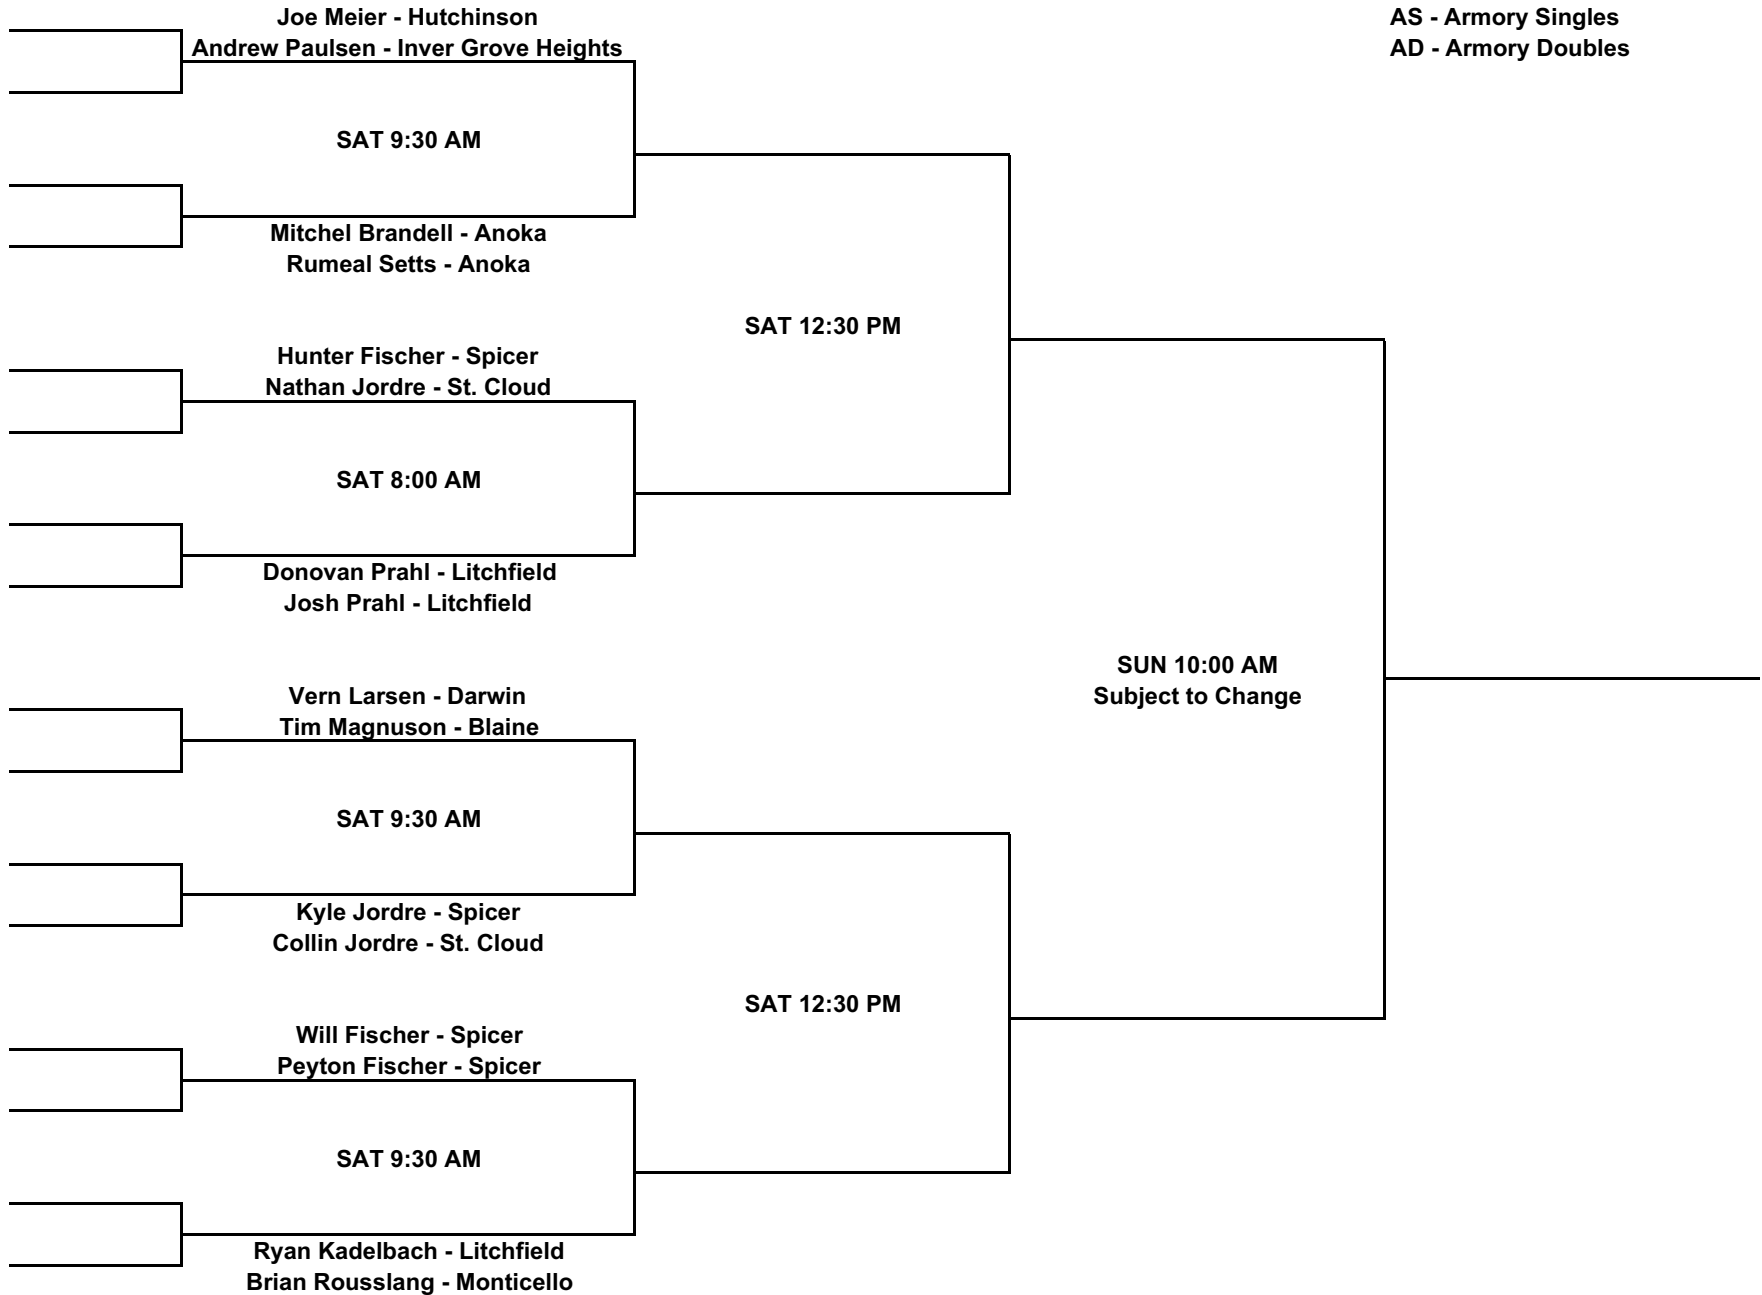 Joe Meier - Hutchinson
Andrew Paulsen - Inver Grove Heights
AS - Armory Singles
AD - Armory Doubles
SAT 9:30 AM
Mitchel Brandell - Anoka
Rumeal Setts - Anoka
SAT 12:30 PM
Hunter Fischer - Spicer
Nathan Jordre - St. Cloud
SAT 8:00 AM
Donovan Prahl - Litchfield
Josh Prahl - Litchfield
SUN 10:00 AM
Subject to Change
Vern Larsen - Darwin
Tim Magnuson - Blaine
SAT 9:30 AM
Kyle Jordre - Spicer
Collin Jordre - St. Cloud
SAT 12:30 PM
Will Fischer - Spicer
Peyton Fischer - Spicer
SAT 9:30 AM
Ryan Kadelbach - Litchfield
Brian Rousslang - Monticello